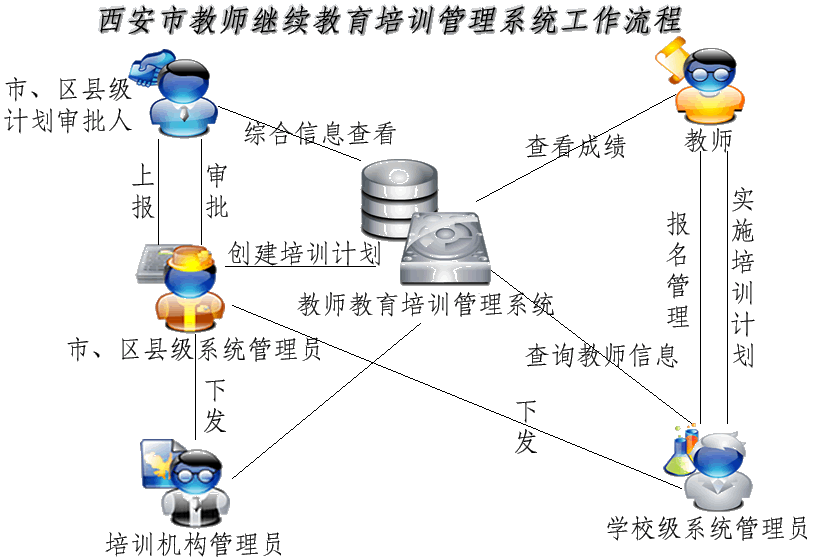 西安市教师继续教育培训管理系统工作流程
市、区县级
计划审批人
综合信息查看
查看成绩
教师
上报
审批
实施培训计划
报名管理
创建培训计划
教师教育培训管理系统
市、区县级系统管理员
查询教师信息
下发
下发
学校级系统管理员
培训机构管理员